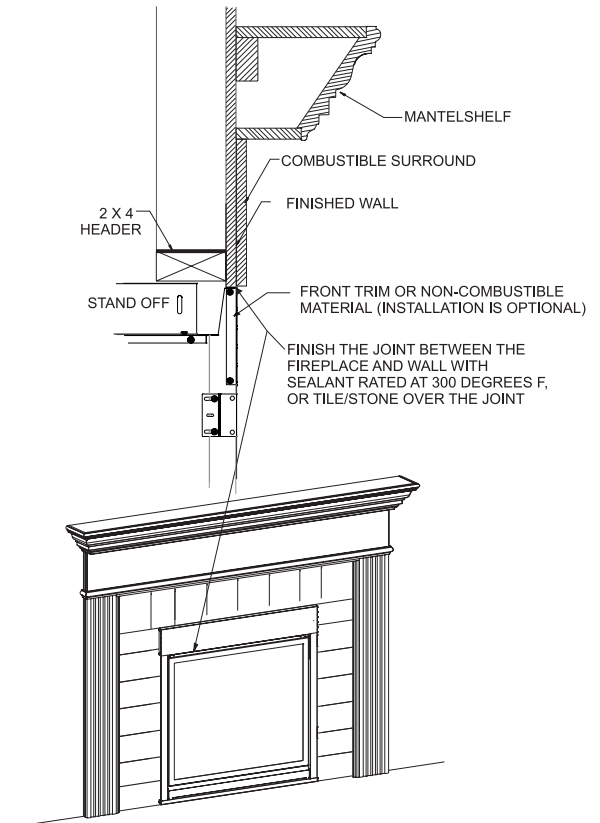 MANTELSHELF
COMBUSTIBLE SURROUND
FINISHED WALL
2 X 4
HEADER
STAND OFF
FRONT TRIM OR NON-COMBUSTIBLE
MATERIAL (INSTALLATION IS OPTIONAL)
FINISH THE JOINT BETWEEN THE
FIREPLACE AND WALL WITH
SEALANT RATED AT 300 DEGREES F,
OR TILE/STONE OVER THE JOINT